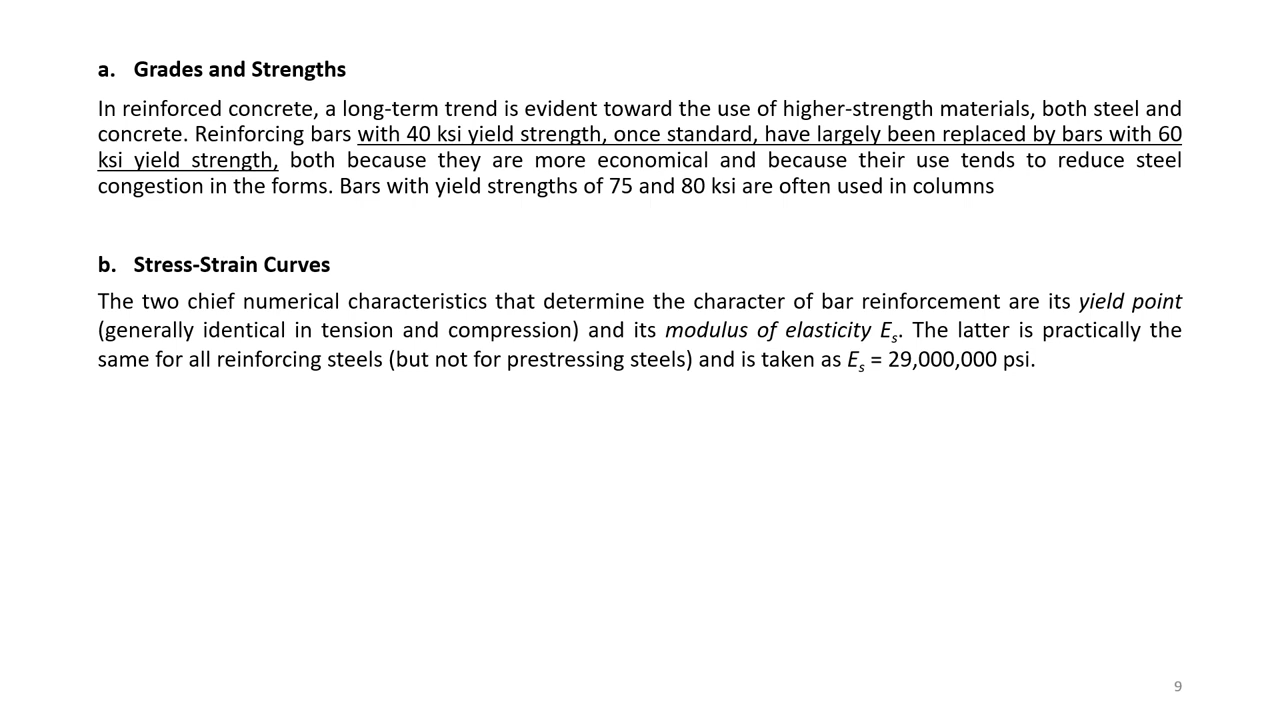 a. Grades and Strengths
In reinforced concrete, a long-term trend is evident toward the use of higher-strength materials, both steel and
concrete. Reinforcing bars with 40 ksi yield strength, once standard, have largely been replaced by bars with 60
ksi yield strength, both because they are more economical and because their use tends to reduce steel
congestion in the forms. Bars with yield strengths of 75 and 80 ksi are often used in columns
b. Stress-Strain Curves
The two chief numerical characteristics that determine the character of bar reinforcement are its yield point
(generally identical in tension and compression) and its modulus of elasticity Es. The latter is practically the
same for all reinforcing steels (but not for prestressing steels) and is taken as Es = 29,000,000 psi.
9